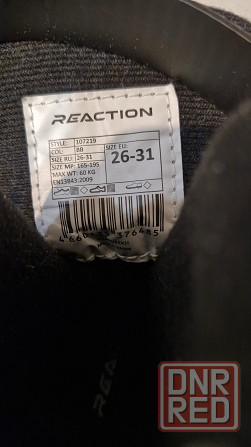 REACTION
STYLE: 107219
COL: BB
SIZE RU: 26-31
SIZE MP: 165-195
MAX WT: 60 KG
EN13843:2009
SIZE EU:
26-31
REA
DNR
RED